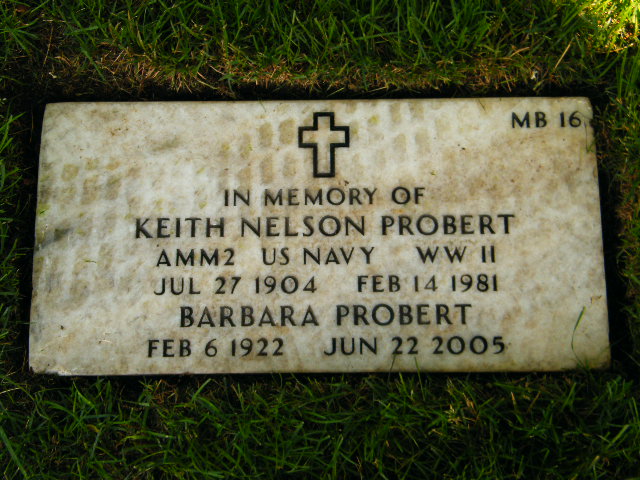 MB 16
IN MEMORY OF
KEITH NELSON PROBERT
AMM2 US NAVY WW II
JUL 27 1904 FEB 14 1981
BARBARA PROBERT
FEB 6 1922 JUN 22 2005